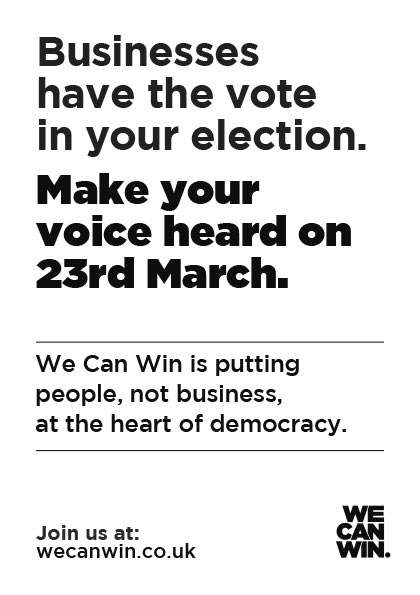 Businesses
have the vote
in your election.
Make your
voice heard on
23rd March.
We Can Win is putting
people, not business,
at the heart of democracy.
Join us at:
wecanwin.co.uk
WE
CAN
WIN.